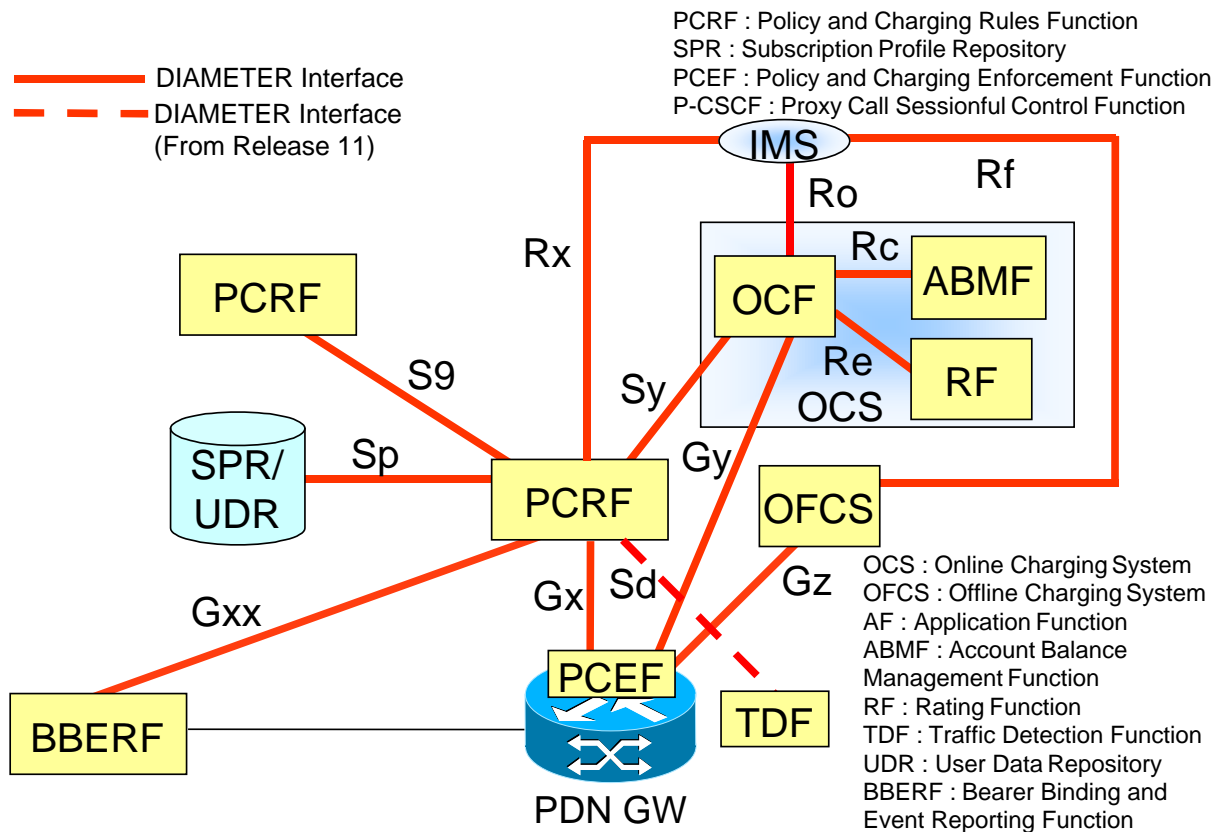 PCRF : Policy and Charging Rules Function
SPR : Subscription Profile Repository
PCEF : Policy and Charging Enforcement Function
P-CSCF : Proxy Call Sessionful Control Function
DIAMETER Interface
DIAMETER Interface
(From Release 11)
IMS
Rf
Ro
Rx
Rc
ABMF
OCF
PCRF
Re
RF
OCS
S9
Sy
Gy
Sp
SPR/
UDR
PCRF
OFCS
Gxx
Gx
Sd
Gz
PCEF
TDF
BBERF
PDN GW
OCS : Online Charging System
OFCS : Offline Charging System
AF : Application Function
ABMF : Account Balance
Management Function
RF : Rating Function
TDF : Traffic Detection Function
UDR : User Data Repository
BBERF : Bearer Binding and
Event Reporting Function